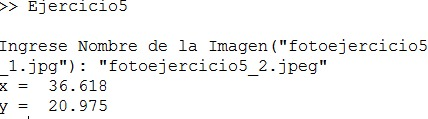 >> Ejercicio5
Ingrese Nombre de la Imagen("fotoejercicio5
_1.jpg"): "fotoejercicio5_2.jpeg"
x =  36.618
y =  20.975